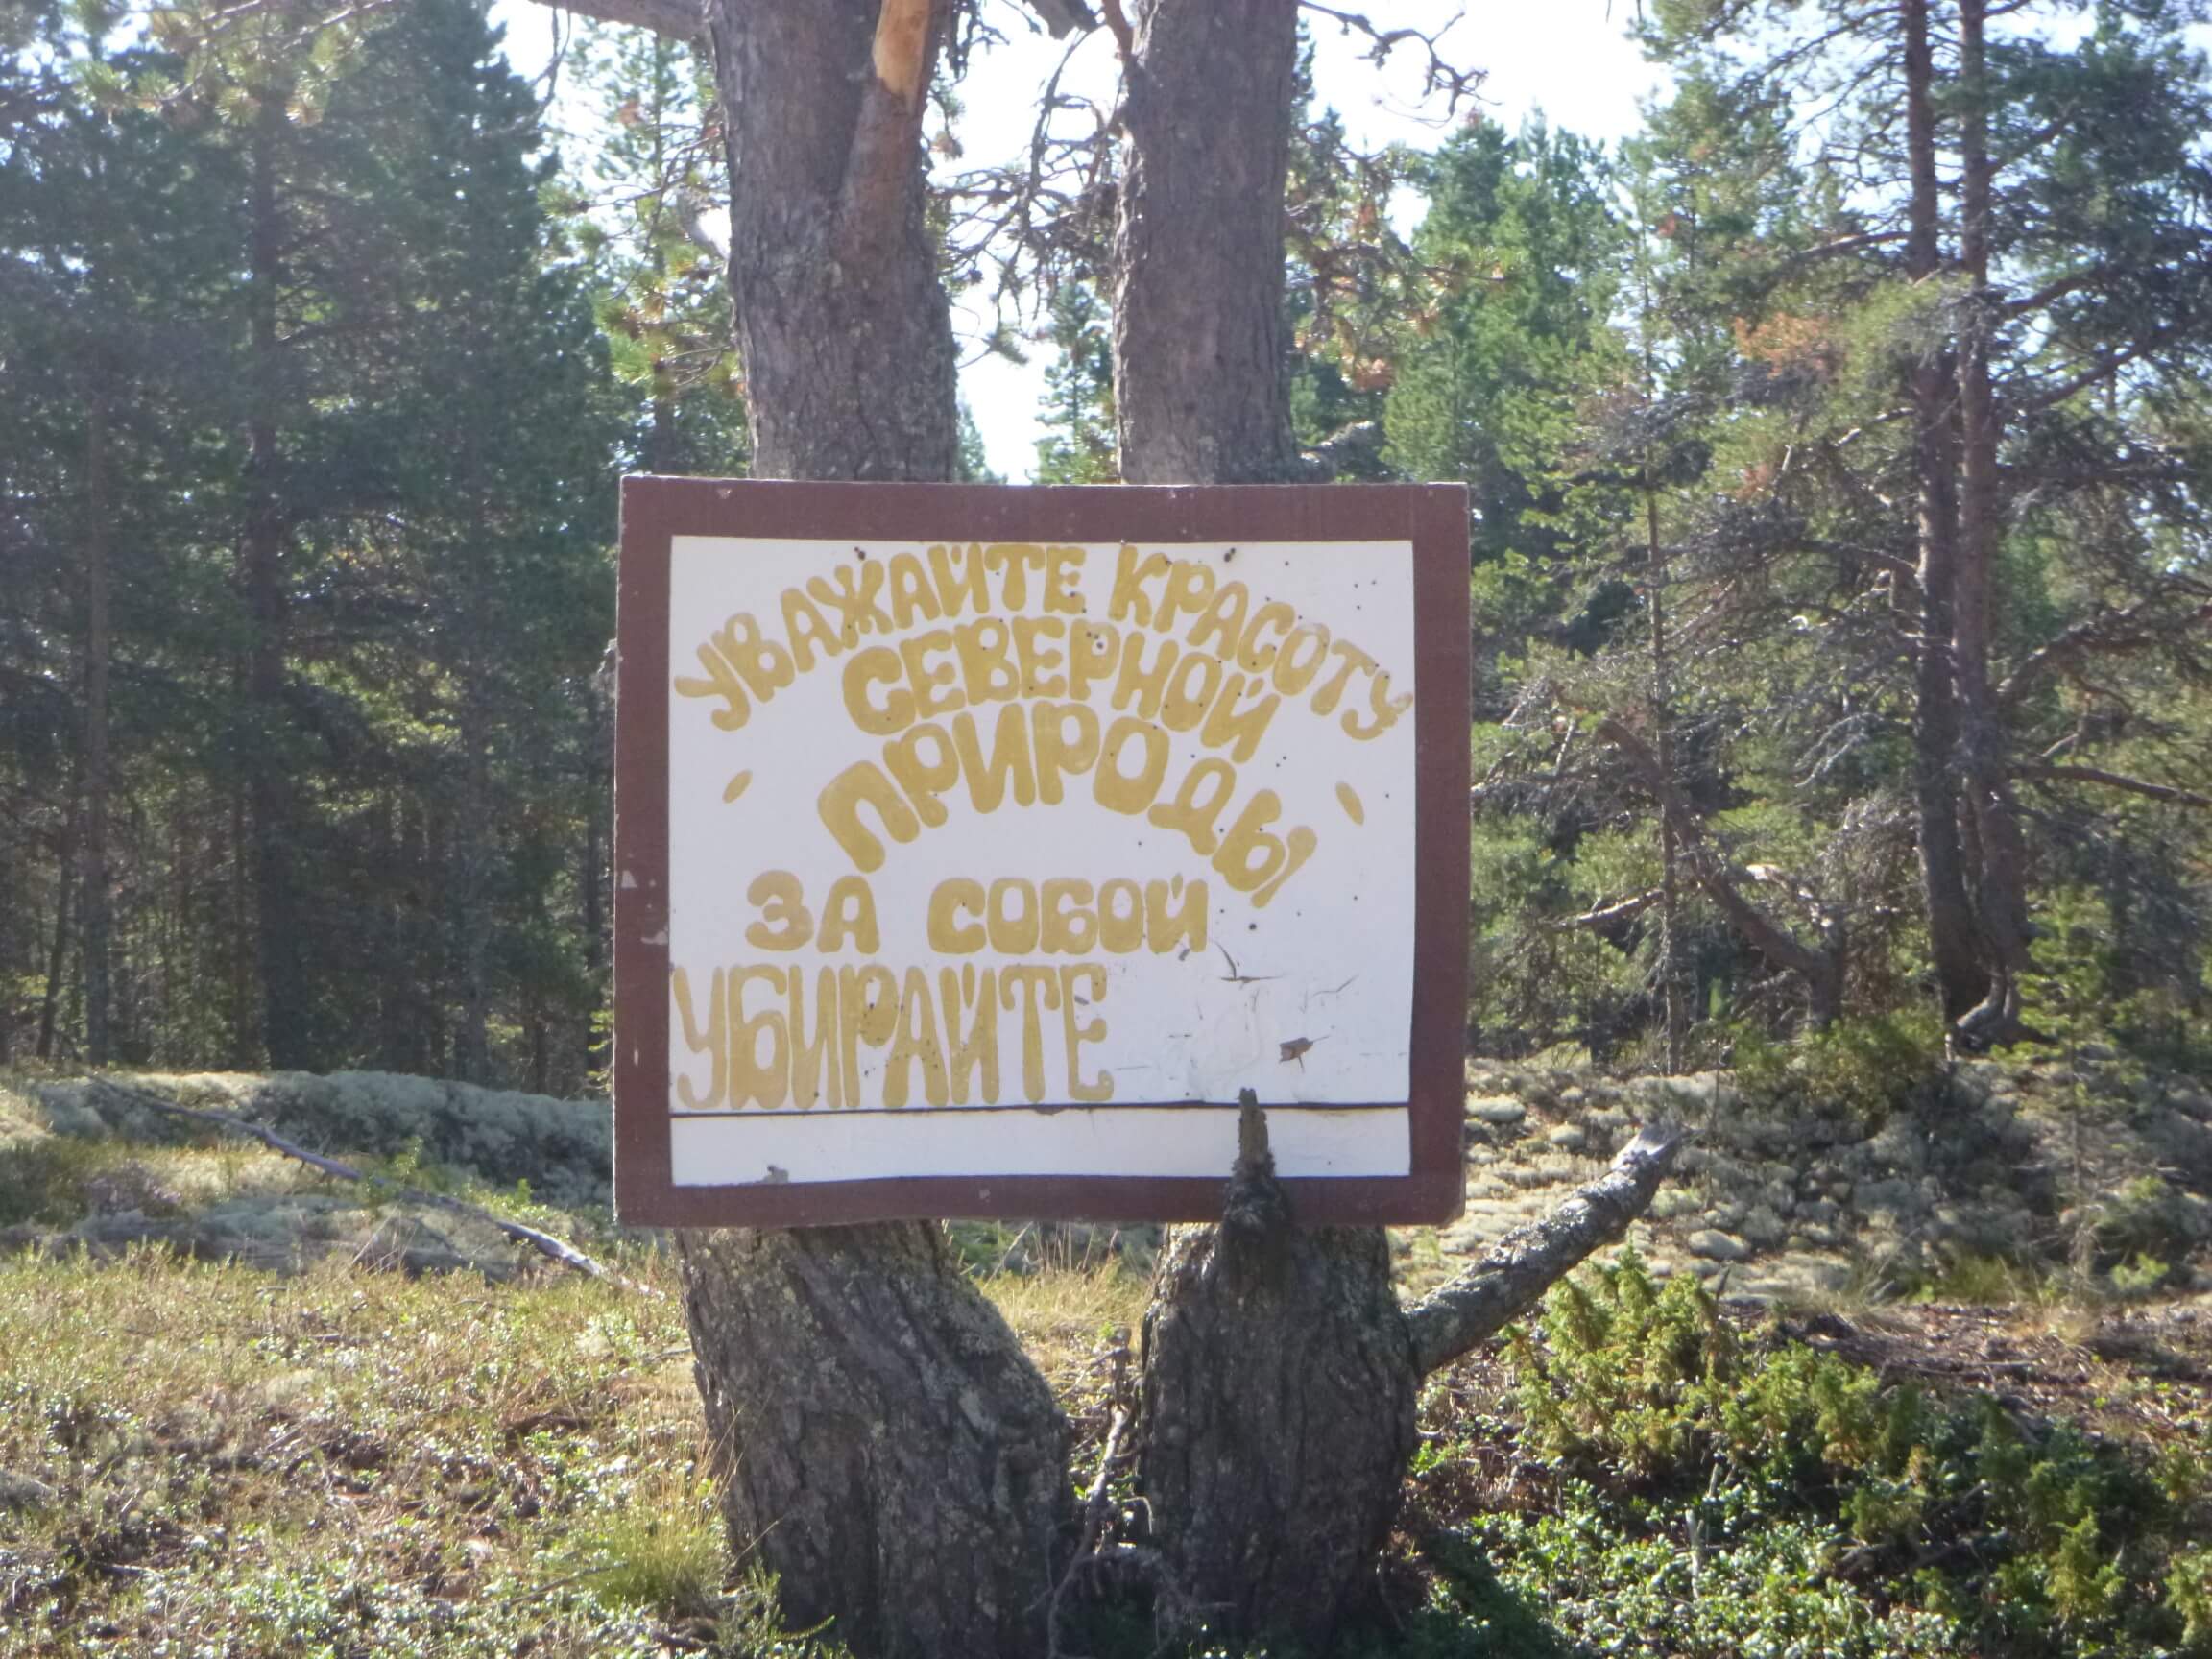 УВАЖАЙТЕ КРАСОТУ
СЕВЕРНОЙ
ПРИРОДЫ
ЗА СОБОЙ
УБИРАЙТЕ